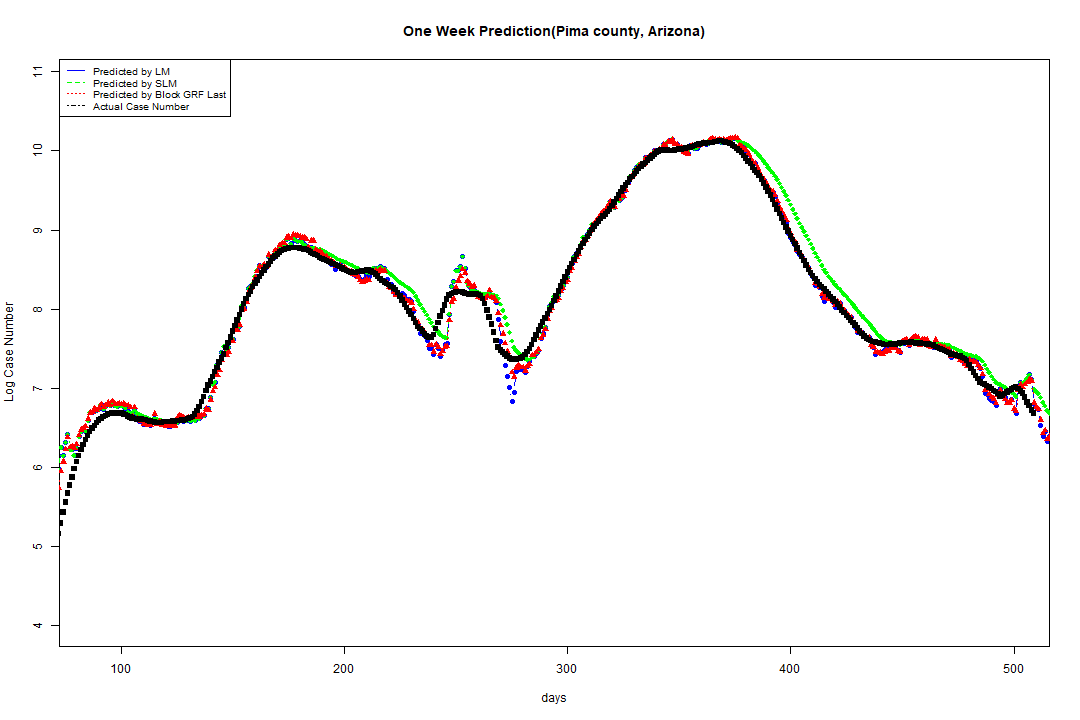 One Week Prediction(Pima county, Arizona)
Predicted by LM
Predicted by SLM
Predicted by Block GRF Last
Actual Case Number
11
10
9
8
7
6
5
4
Log Case Number
100 200 300 400 500
days